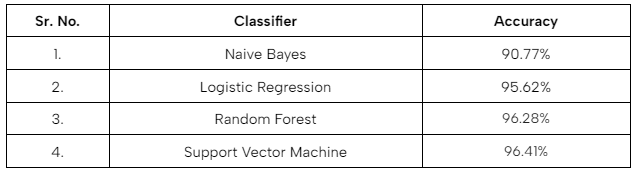 Sr. No. Classifier Accuracy
1. Naive Bayes 90.77%
2. Logistic Regression 95.62%
3. Random Forest 96.28%
4. Support Vector Machine 96.41%